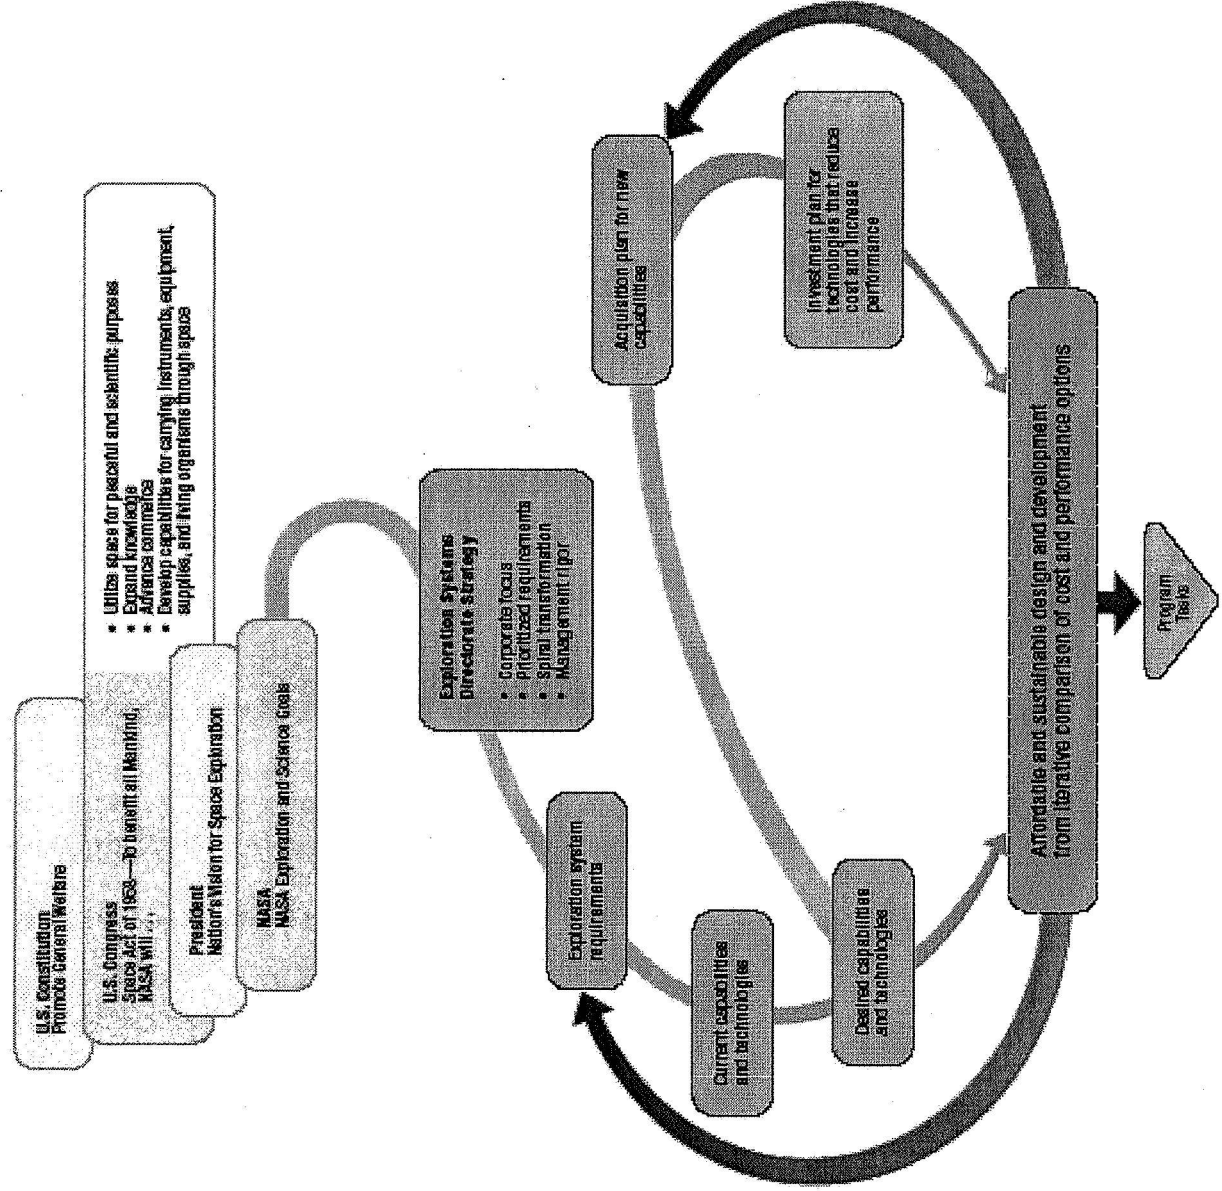 U.S. Constitution
Promote General Welfare
U.S. Congress
Space Act of 1958—To benefit all Mankind,
NASA will . . .
• Utilize space for peaceful and scientific purposes
• Expand knowledge
• Advance commerce
• Develop capabilities for carrying instruments, equipment,
supplies, and living organisms through space
President
Nation's Vision for Space Exploration
NASA
NASA Exploration and Science Goals
Exploration Systems
Directorate Strategy
• Corporate focus
• Prioritized requirements
• Spiral transformation
• Management rigor
Exploration system
requirements
Current capabilities
and technologies
Desired capabilities
and technologies
Acquisition plan for new
capabilities
Investment plan for
technologies that reduce
cost and increase
performance
Affordable and sustainable design and development
from iterative comparison of cost and performance options
Program
Tasks